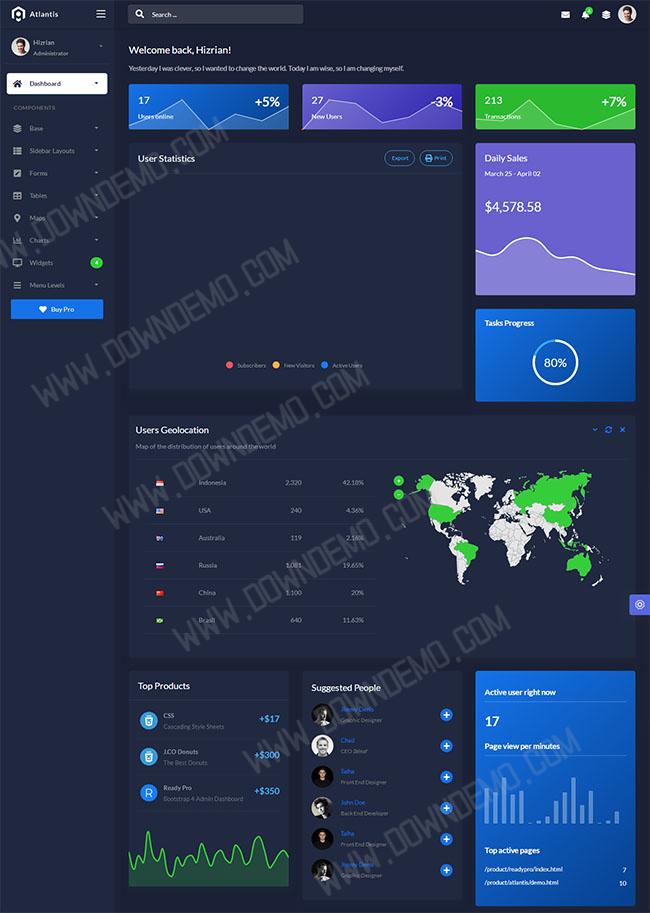 Atlantis
Search ...
4
Hizrian
Administrator
Dashboard
COMPONENTS
Base
Sidebar Layouts
Forms
Tables
Maps
Charts
Widgets
4
Menu Levels
Buy Pro
Welcome back, Hizrian!
Yesterday I was clever, so I wanted to change the world. Today I am wise, so I am changing myself.
17 +5%
Users online
27 -3%
New Users
213 +7%
Transactions
User Statistics
Export
Print
Subscribers New Visitors Active Users
Daily Sales
March 25 - April 02
$4,578.58
Tasks Progress
80%
Users Geolocation
Map of the distribution of users around the world
Indonesia 2.320 42.18%
USA 240 4.36%
Australia 119 2.16%
Russia 1.081 19.65%
China 1.100 20%
Brasil 640 11.63%
+
−
Top Products
CSS
Cascading Style Sheets
+$17
J.CO Donuts
The Best Donuts
+$300
Ready Pro
Bootstrap 4 Admin Dashboard
+$350
Suggested People
Jimmy Denis
Graphic Designer
Chad
CEO Zeleaf
Talha
Front End Designer
John Doe
Back End Developer
Talha
Front End Designer
Jimmy Denis
Graphic Designer
Active user right now
17
Page view per minutes
Top active pages
/product/readypro/index.html 7
/product/atlantis/demo.html 10
WWW.DOWNDEMO.COM
WWW.DOWNDEMO.COM
WWW.DOWNDEMO.COM
WWW.DOWNDEMO.COM
WWW.DOWNDEMO.COM
WWW.DOWNDEMO.COM
WWW.DOWNDEMO.COM